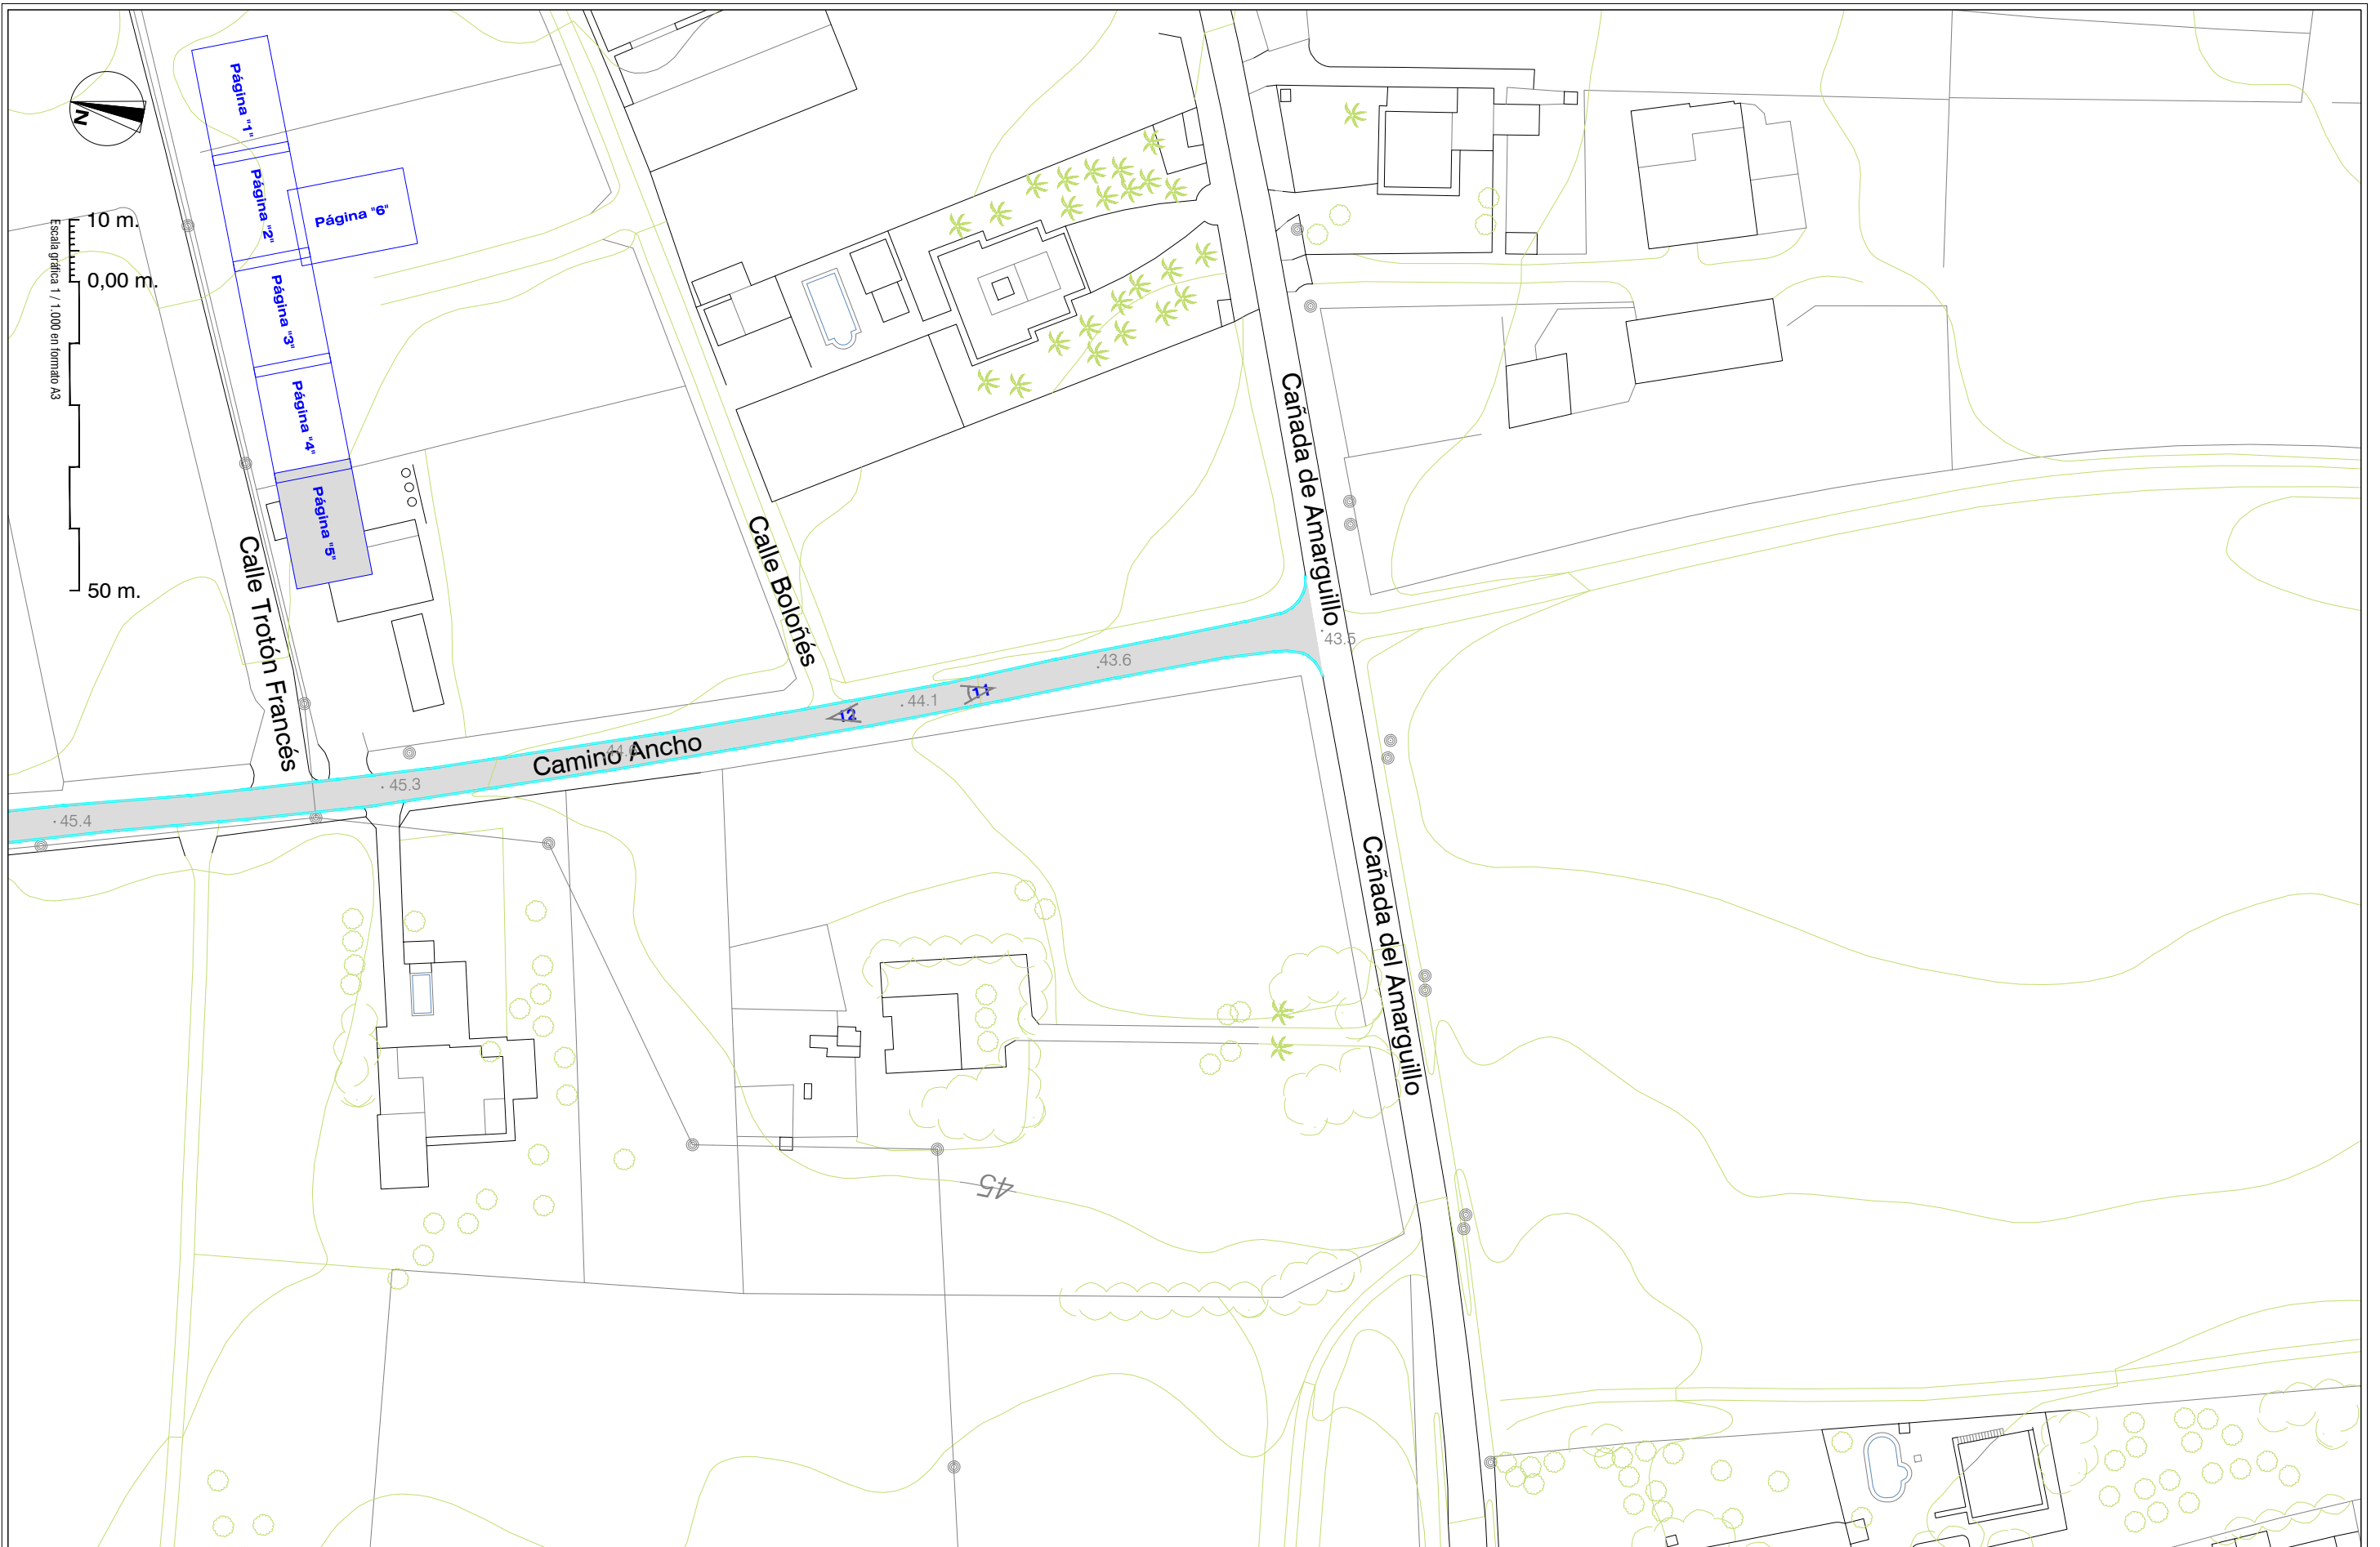 Página "1"
N
Página "2"
Página "6"
10 m.
0,00 m.
Escala gráfica 1 / 1.000 en formato A3
Página "3"
Página "4"
Página "5"
50 m.
Calle Trotón Francés
Calle Boloñés
Cañada de Amarguillo
43.5
43.6
11
44.1
12
Camino Ancho
45.3
45.4
Cañada del Amarguillo
45